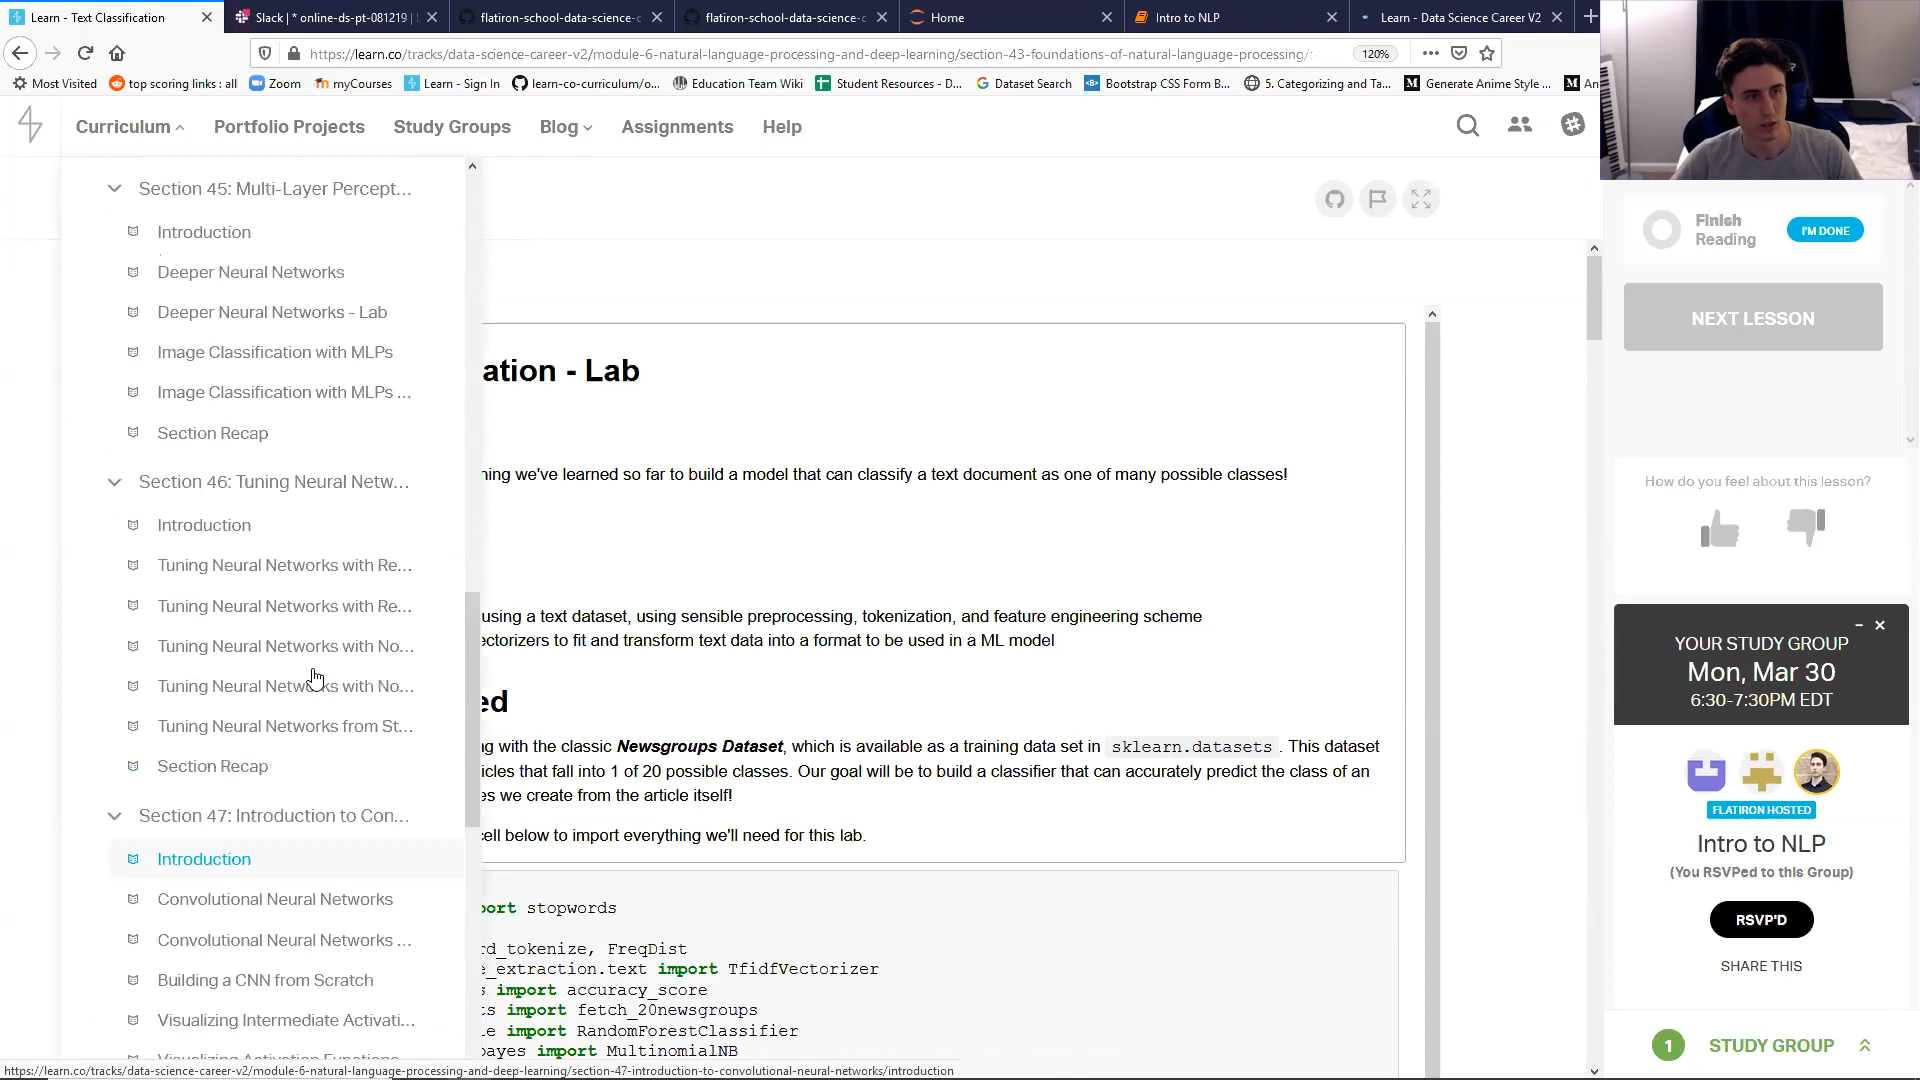 Learn - Text Classification
Slack | * online-ds-pt-081219 |
flatiron-school-data-science-c
flatiron-school-data-science-c
Home
Intro to NLP
Learn - Data Science Career V2
https://learn.co/tracks/data-science-career-v2/module-6-natural-language-processing-and-deep-learning/section-43-foundations-of-natural-language-processing/
120%
Most Visited
top scoring links : all
Zoom
myCourses
Learn - Sign In
learn-co-curriculum/o...
Education Team Wiki
Student Resources - D...
Dataset Search
Bootstrap CSS Form B...
5. Categorizing and Ta...
Generate Anime Style ...
An
Curriculum
Portfolio Projects
Study Groups
Blog
Assignments
Help
Section 45: Multi-Layer Percept...
Introduction
Deeper Neural Networks
Deeper Neural Networks - Lab
Image Classification with MLPs
Image Classification with MLPs ...
Section Recap
Section 46: Tuning Neural Netw...
Introduction
Tuning Neural Networks with Re...
Tuning Neural Networks with Re...
Tuning Neural Networks with No...
Tuning Neural Networks with No...
Tuning Neural Networks from St...
Section Recap
Section 47: Introduction to Con...
Introduction
Convolutional Neural Networks
Convolutional Neural Networks ...
Building a CNN from Scratch
Visualizing Intermediate Activati...
Visualizing Activation Functions
ation - Lab
ning we've learned so far to build a model that can classify a text document as one of many possible classes!
using a text dataset, using sensible preprocessing, tokenization, and feature engineering scheme
ectorizers to fit and transform text data into a format to be used in a ML model
ed
ng with the classic Newsgroups Dataset, which is available as a training data set in sklearn.datasets. This dataset
icles that fall into 1 of 20 possible classes. Our goal will be to build a classifier that can accurately predict the class of an
es we create from the article itself!
cell below to import everything we'll need for this lab.
port stopwords
rd_tokenize, FreqDist
e_extraction.text import TfidfVectorizer
s import accuracy_score
ts import fetch_20newsgroups
le import RandomForestClassifier
bayes import MultinomialNB
Finish
Reading
I'M DONE
NEXT LESSON
How do you feel about this lesson?
YOUR STUDY GROUP
Mon, Mar 30
6:30-7:30PM EDT
FLATIRON HOSTED
Intro to NLP
(You RSVPed to this Group)
RSVP'D
SHARE THIS
1 STUDY GROUP
https://learn.co/tracks/data-science-career-v2/module-6-natural-language-processing-and-deep-learning/section-47-introduction-to-convolutional-neural-networks/introduction